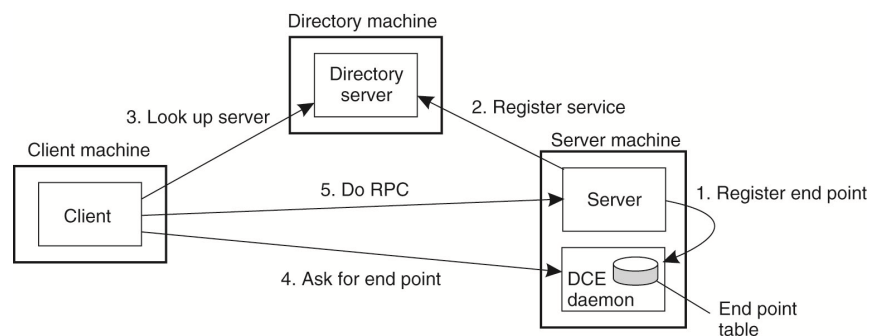 Directory machine
Directory
server
3. Look up server
2. Register service
Client machine
Server machine
Client
5. Do RPC
Server
1. Register end point
4. Ask for end point
DCE
daemon
End point
table